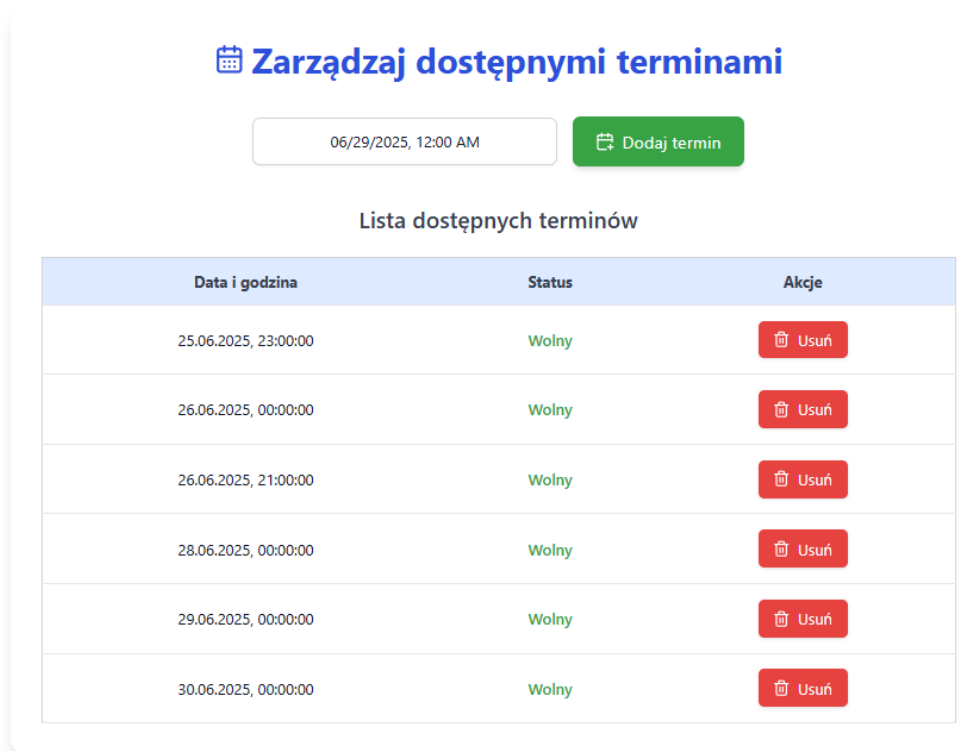 Zarządzaj dostępnymi terminami
06/29/2025, 12:00 AM Dodaj termin
Lista dostępnych terminów
Data i godzina Status Akcje
25.06.2025, 23:00:00 Wolny Usuń
26.06.2025, 00:00:00 Wolny Usuń
26.06.2025, 21:00:00 Wolny Usuń
28.06.2025, 00:00:00 Wolny Usuń
29.06.2025, 00:00:00 Wolny Usuń
30.06.2025, 00:00:00 Wolny Usuń